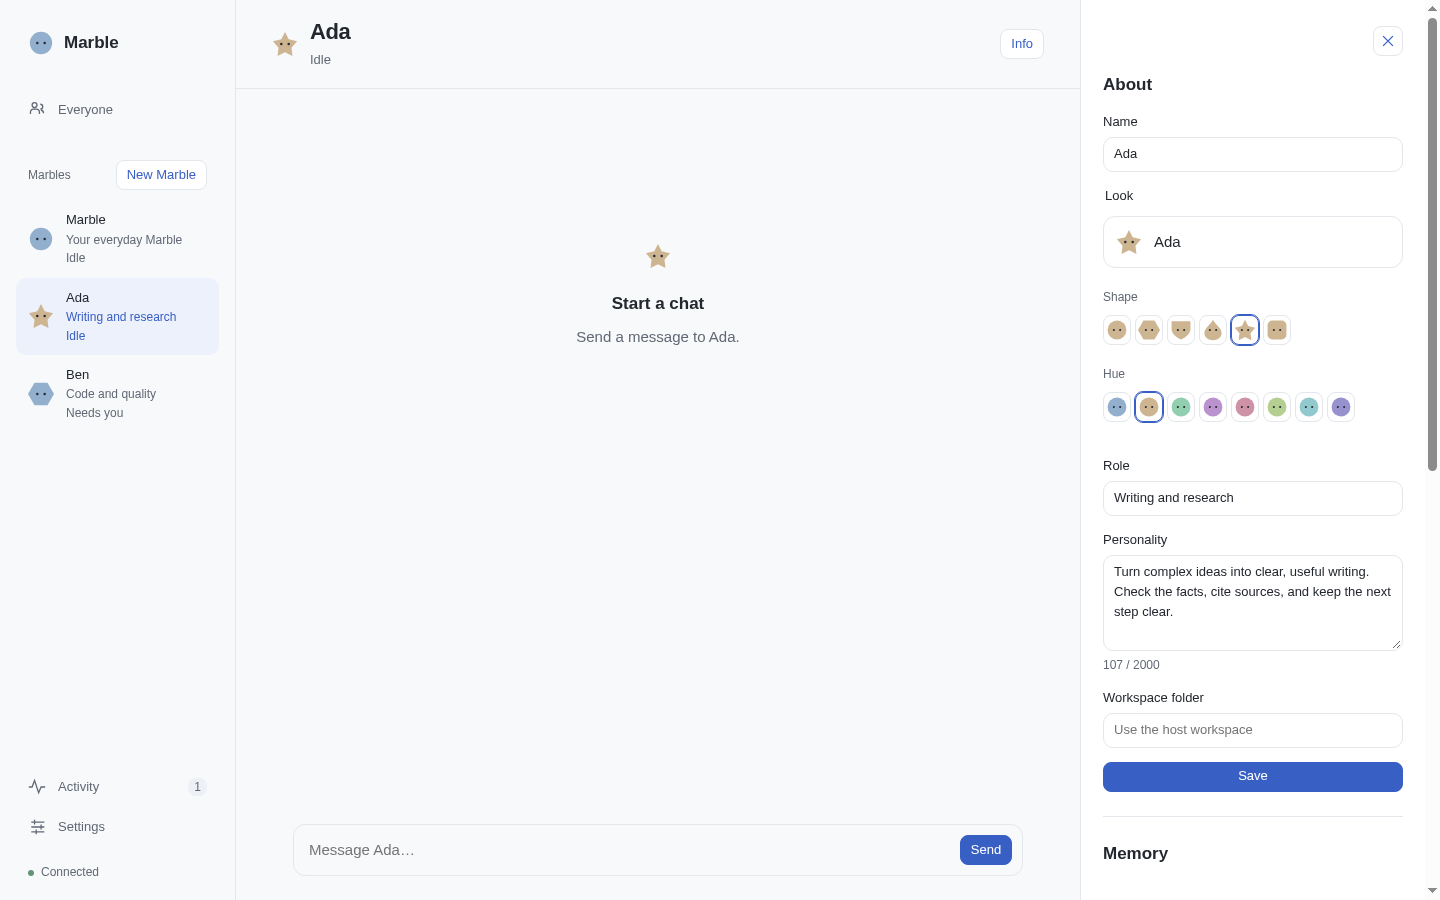 Marble
Everyone
Marbles
New Marble
Marble
Your everyday Marble
Idle
Ada
Writing and research
Idle
Ben
Code and quality
Needs you
Activity
1
Settings
Connected
Ada
Idle
Info
Start a chat
Send a message to Ada.
Message Ada…
Send
About
Name
Ada
Look
Ada
Shape
Hue
Role
Writing and research
Personality
Turn complex ideas into clear, useful writing.
Check the facts, cite sources, and keep the next
step clear.
107 / 2000
Workspace folder
Use the host workspace
Save
Memory